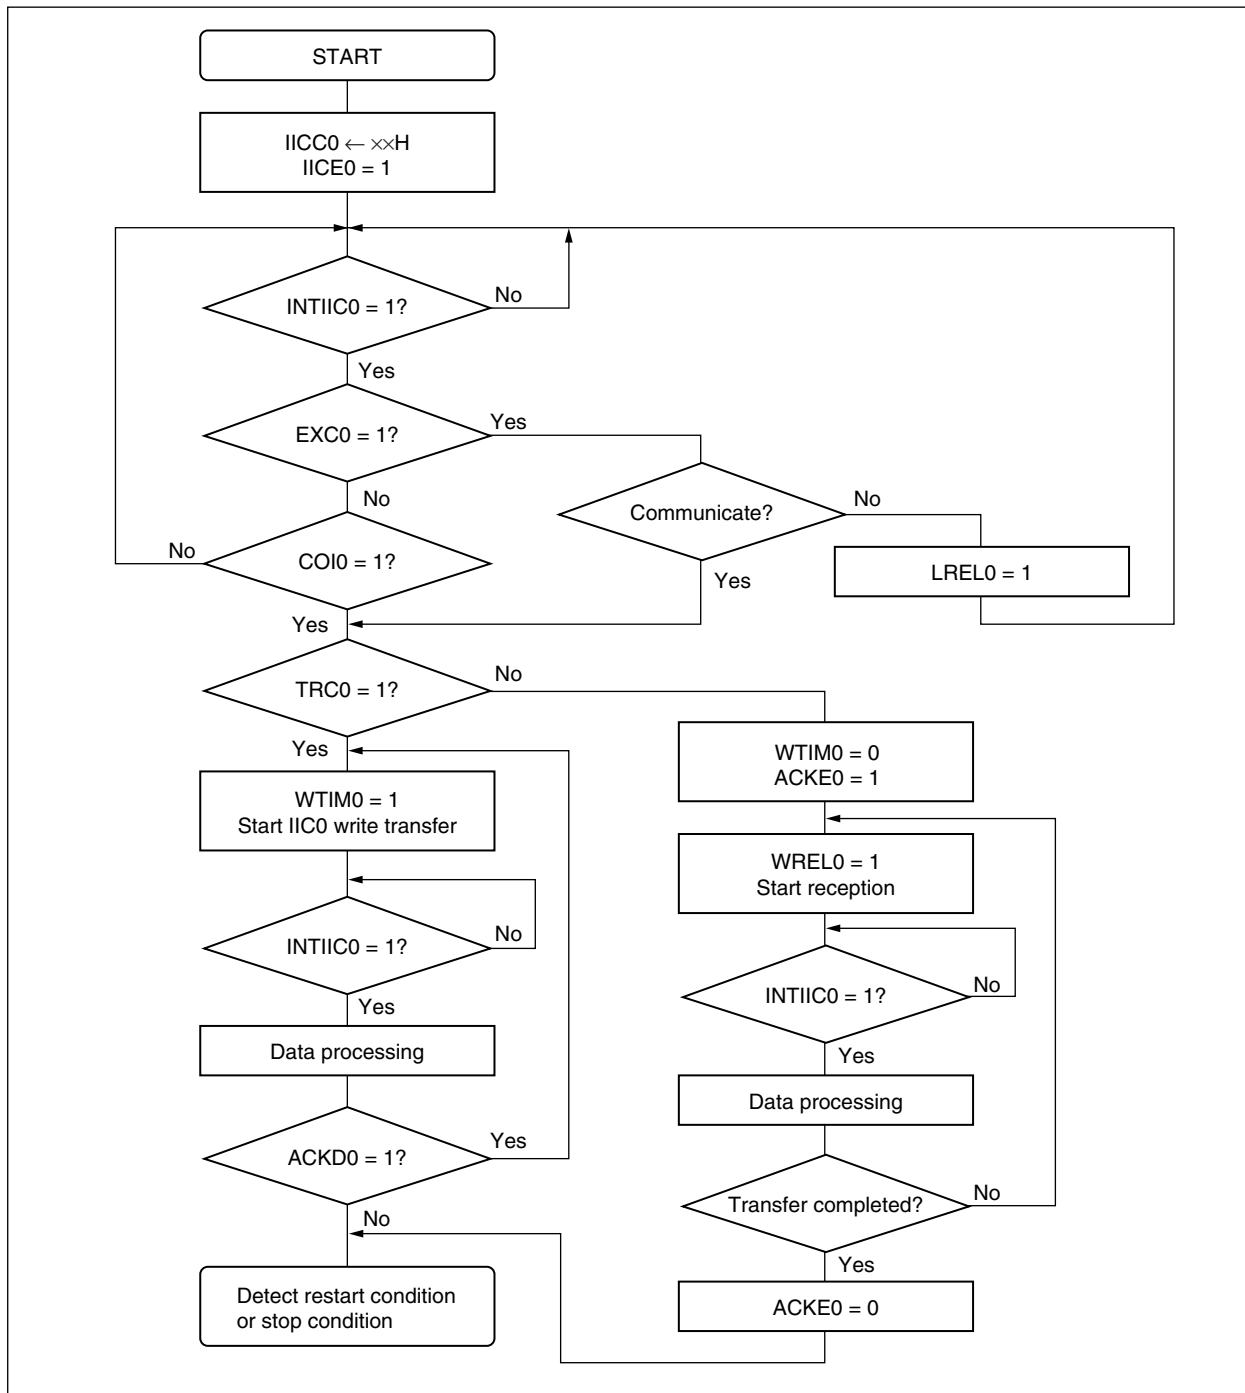 START
IICC0 ← ××H
IICE0 = 1
INTIIC0 = 1?
No
Yes
EXC0 = 1?
Yes
No
Communicate?
No
Yes
LREL0 = 1
COI0 = 1?
No
Yes
TRC0 = 1?
No
Yes
WTIM0 = 1
Start IIC0 write transfer
INTIIC0 = 1?
No
Yes
Data processing
ACKD0 = 1?
Yes
No
Detect restart condition
or stop condition
WTIM0 = 0
ACKE0 = 1
WREL0 = 1
Start reception
INTIIC0 = 1?
No
Yes
Data processing
Transfer completed?
No
Yes
ACKE0 = 0